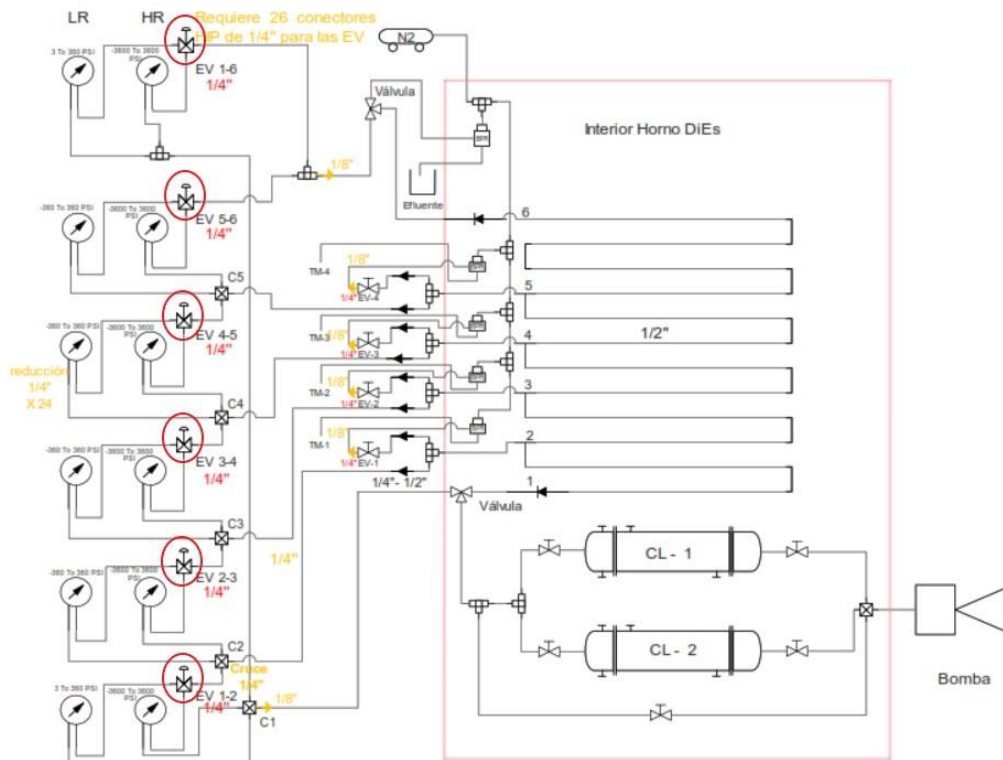 LR HR Requiere 26 conectores
HIP de 1/4" para las EV
N2
3 To 360 PSI
-3600 To 3600 PSI
EV 1-6
1/4"
Válvula
Interior Horno DiEs
BPR
1/8"
Efluente
-360 To 360 PSI
-3600 To 3600 PSI
EV 5-6
1/4"
6
TM-4
1/8"
BPR
1/4" EV-4
C5
5
-360 To 360 PSI
-3600 To 3600 PSI
EV 4-5
1/4"
TM-3
1/8"
BPR
1/4" EV-3
4
1/2"
reducción
1/4"
X 24
TM-2
1/8"
BPR
1/4" EV-2
3
C4
-360 To 360 PSI
-3600 To 3600 PSI
EV 3-4
1/4"
TM-1
1/8"
BPR
1/4" EV-1
2
1/4"- 1/2"
1
Válvula
C3
1/4"
-360 To 360 PSI
-3600 To 3600 PSI
EV 2-3
1/4"
CL - 1
C2
Cruce
1/4"
CL - 2
Bomba
3 To 360 PSI
-3600 To 3600 PSI
EV 1-2
1/4"
1/8"
C1